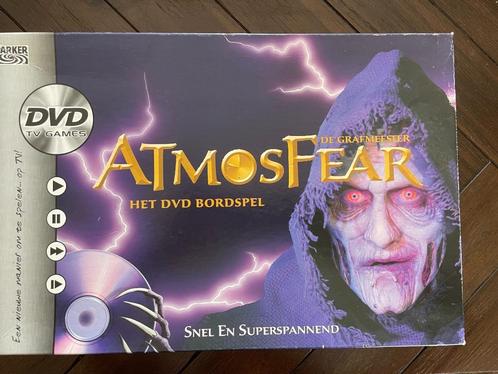 ARKER
DVD
TV GAMES
Een nieuwe manier om te spelen... op TV!
DE GRAFMEESTER
ATMOSFEAR
HET DVD BORDSPEL
SNEL EN SUPERSPANNEND